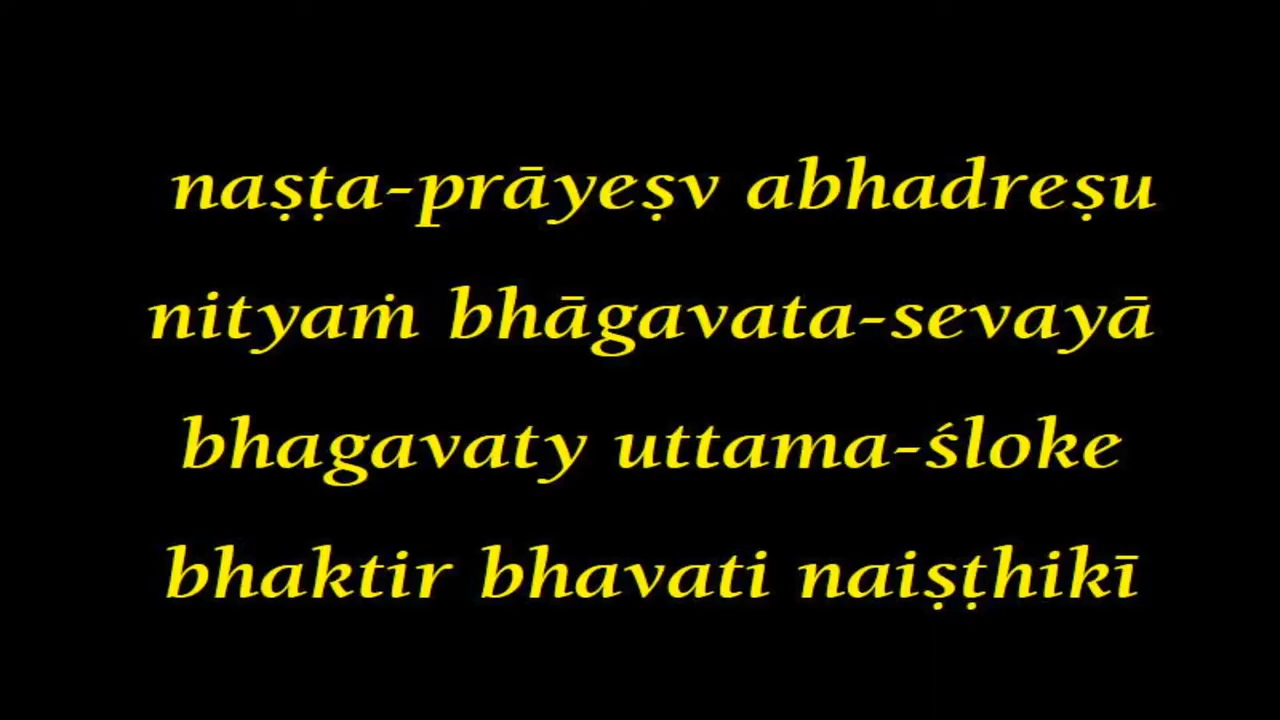 naṣṭa-prāyeṣv abhadreṣu
nityaṁ bhāgavata-sevayā
bhagavaty uttama-śloke
bhaktir bhavati naiṣṭhikī